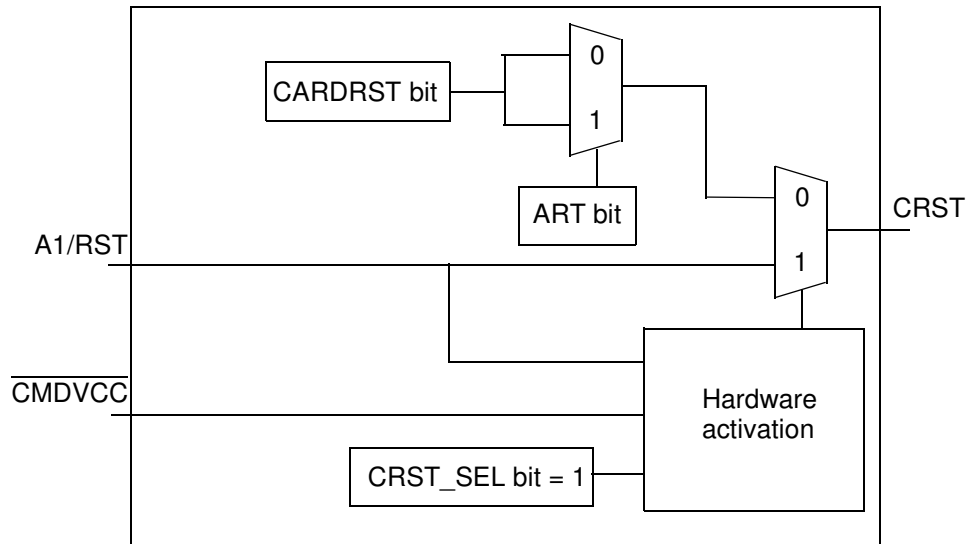 0
CARDRST bit
1
ART bit
0
CRST
A1/RST
1
CMDVCC
Hardware
activation
CRST_SEL bit = 1